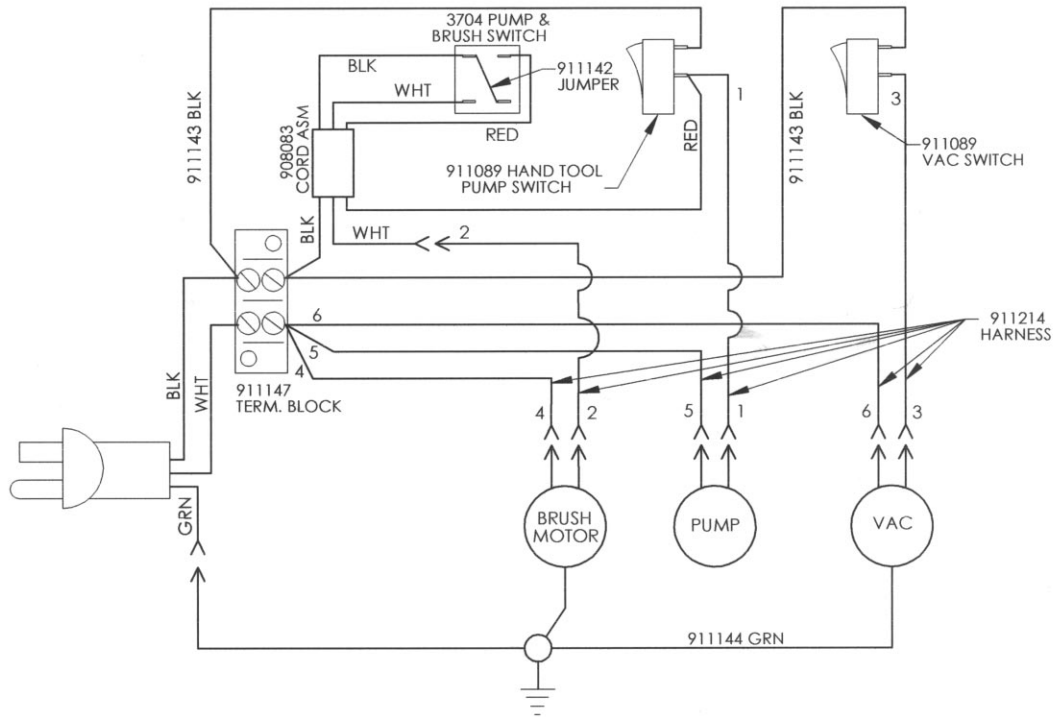 3704 PUMP &
BRUSH SWITCH
BLK
911142
JUMPER
WHT
RED
908083
CORD ASM
911143 BLK
911089 HAND TOOL
PUMP SWITCH
RED
1
911143 BLK
3
911089
VAC SWITCH
BLK
WHT
2
6
5
4
911147
TERM. BLOCK
911214
HARNESS
BLK
WHT
GRN
4
2
5
1
6
3
BRUSH
MOTOR
PUMP
VAC
911144 GRN